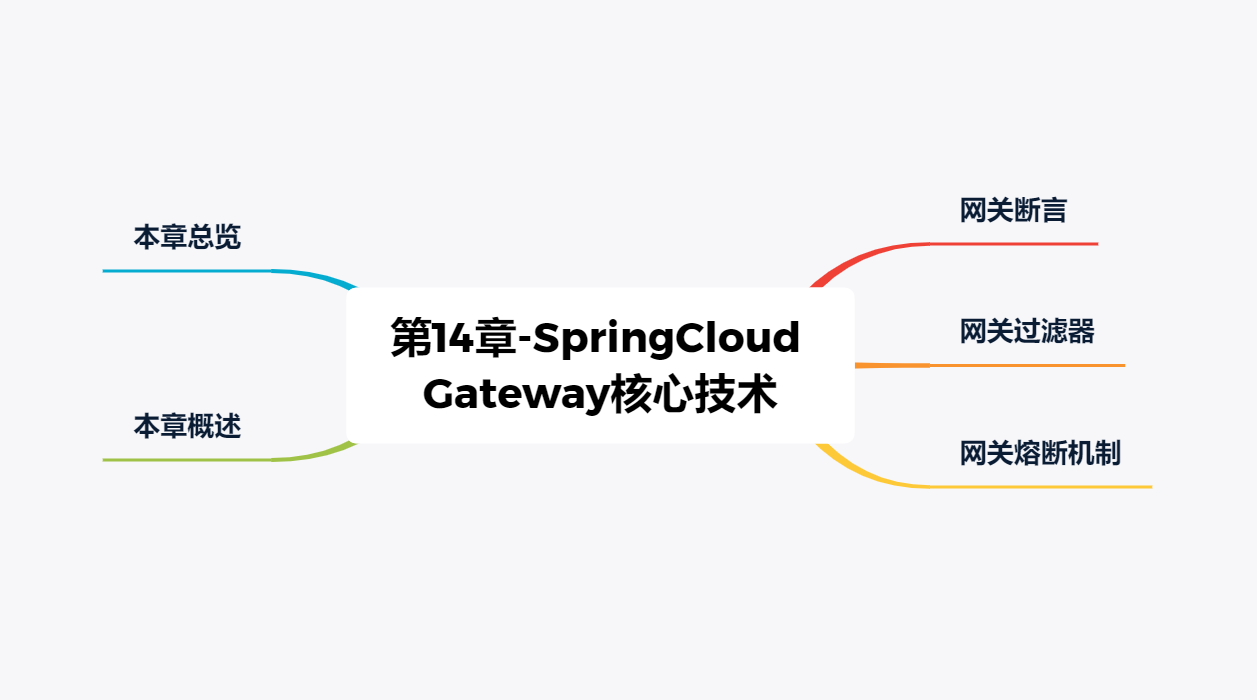 第14章-SpringCloud
Gateway核心技术
网关断言
网关过滤器
网关熔断机制
本章总览
本章概述